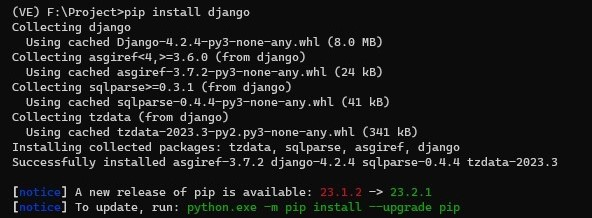 (VE) F:\Project>pip install django
Collecting django
  Using cached Django-4.2.4-py3-none-any.whl (8.0 MB)
Collecting asgiref<4,>=3.6.0 (from django)
  Using cached asgiref-3.7.2-py3-none-any.whl (24 kB)
Collecting sqlparse>=0.3.1 (from django)
  Using cached sqlparse-0.4.4-py3-none-any.whl (41 kB)
Collecting tzdata (from django)
  Using cached tzdata-2023.3-py2.py3-none-any.whl (341 kB)
Installing collected packages: tzdata, sqlparse, asgiref, django
Successfully installed asgiref-3.7.2 django-4.2.4 sqlparse-0.4.4 tzdata-2023.3

[notice] A new release of pip is available: 23.1.2 -> 23.2.1
[notice] To update, run: python.exe -m pip install --upgrade pip